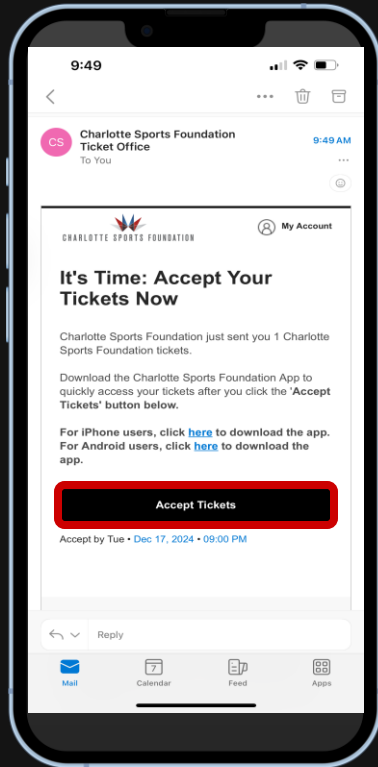 9:49
CS
Charlotte Sports Foundation
Ticket Office
9:49 AM
To You
CHARLOTTE SPORTS FOUNDATION
My Account
It's Time: Accept Your
Tickets Now
Charlotte Sports Foundation just sent you 1 Charlotte
Sports Foundation tickets.
Download the Charlotte Sports Foundation App to
quickly access your tickets after you click the 'Accept
Tickets' button below.
For iPhone users, click here to download the app.
For Android users, click here to download the
app.
Accept Tickets
Accept by Tue • Dec 17, 2024 • 09:00 PM
Reply
7
Mail Calendar Feed Apps